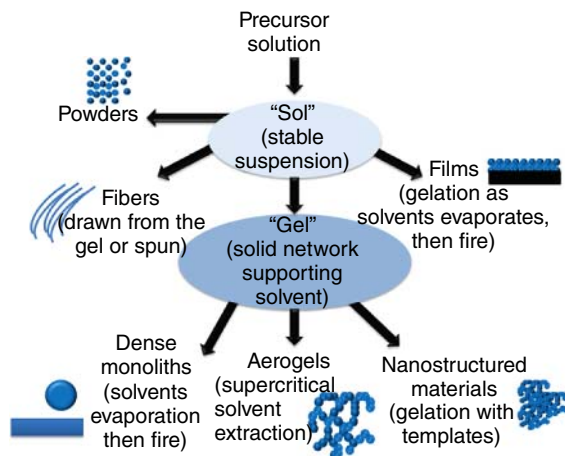 Precursor
solution
Powders
“Sol”
(stable
suspension)
Fibers
(drawn from the
gel or spun)
Films
(gelation as
solvents evaporates,
then fire)
“Gel”
(solid network
supporting
solvent)
Dense
monoliths
(solvents
evaporation
then fire)
Aerogels
(supercritical
solvent
extraction)
Nanostructured
materials
(gelation with
templates)